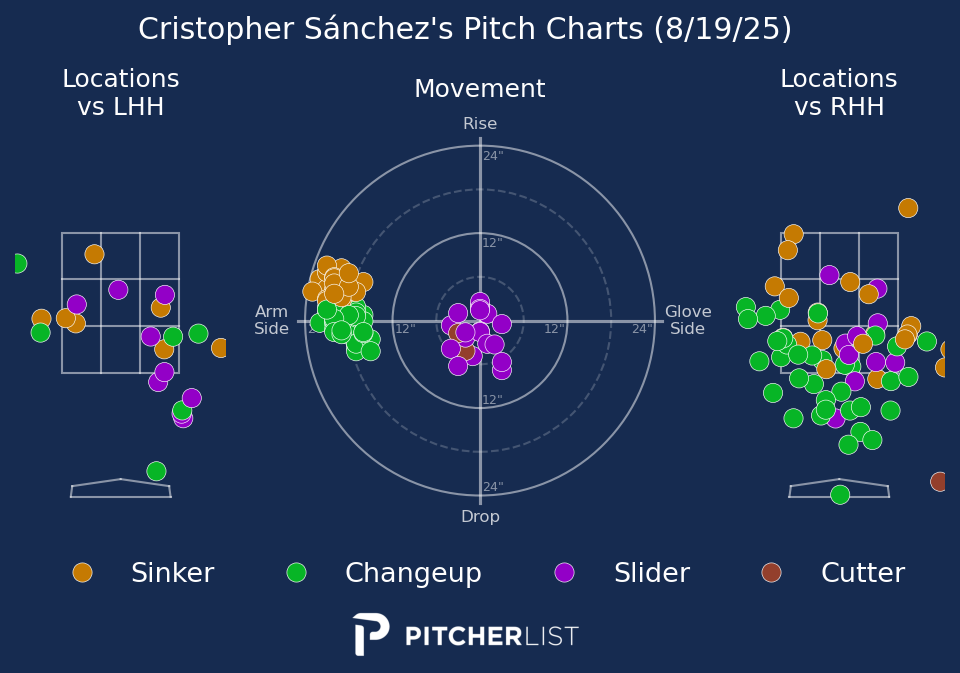 Cristopher Sánchez's Pitch Charts (8/19/25)
Locations
vs LHH
Movement
Locations
vs RHH
Rise
24"
12"
Arm
Side
12"
12"
24"
Glove
Side
12"
24"
Drop
Sinker
Changeup
Slider
Cutter
PITCHERLIST